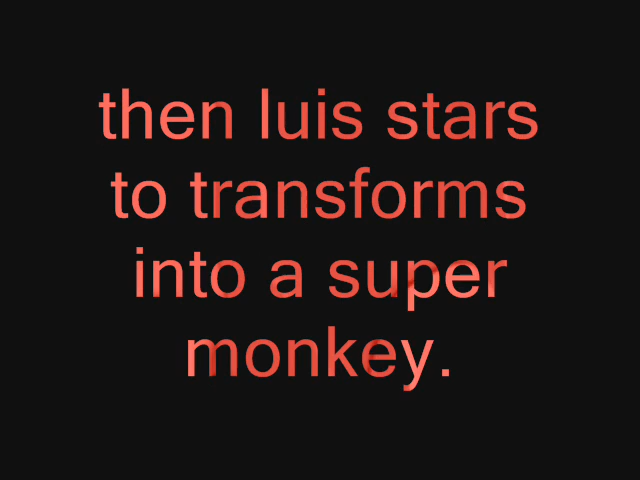 then luis stars
to transforms
into a super
monkey.